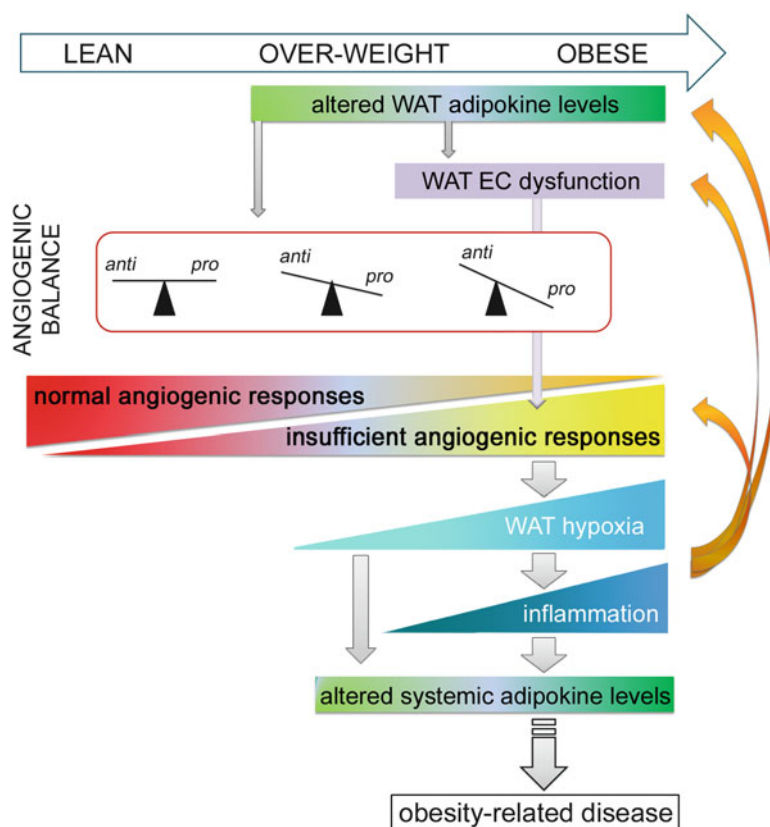 LEAN OVER-WEIGHT OBESE
altered WAT adipokine levels
WAT EC dysfunction
ANGIOGENIC
BALANCE
anti pro
anti pro
anti pro
normal angiogenic responses
insufficient angiogenic responses
WAT hypoxia
inflammation
altered systemic adipokine levels
obesity-related disease